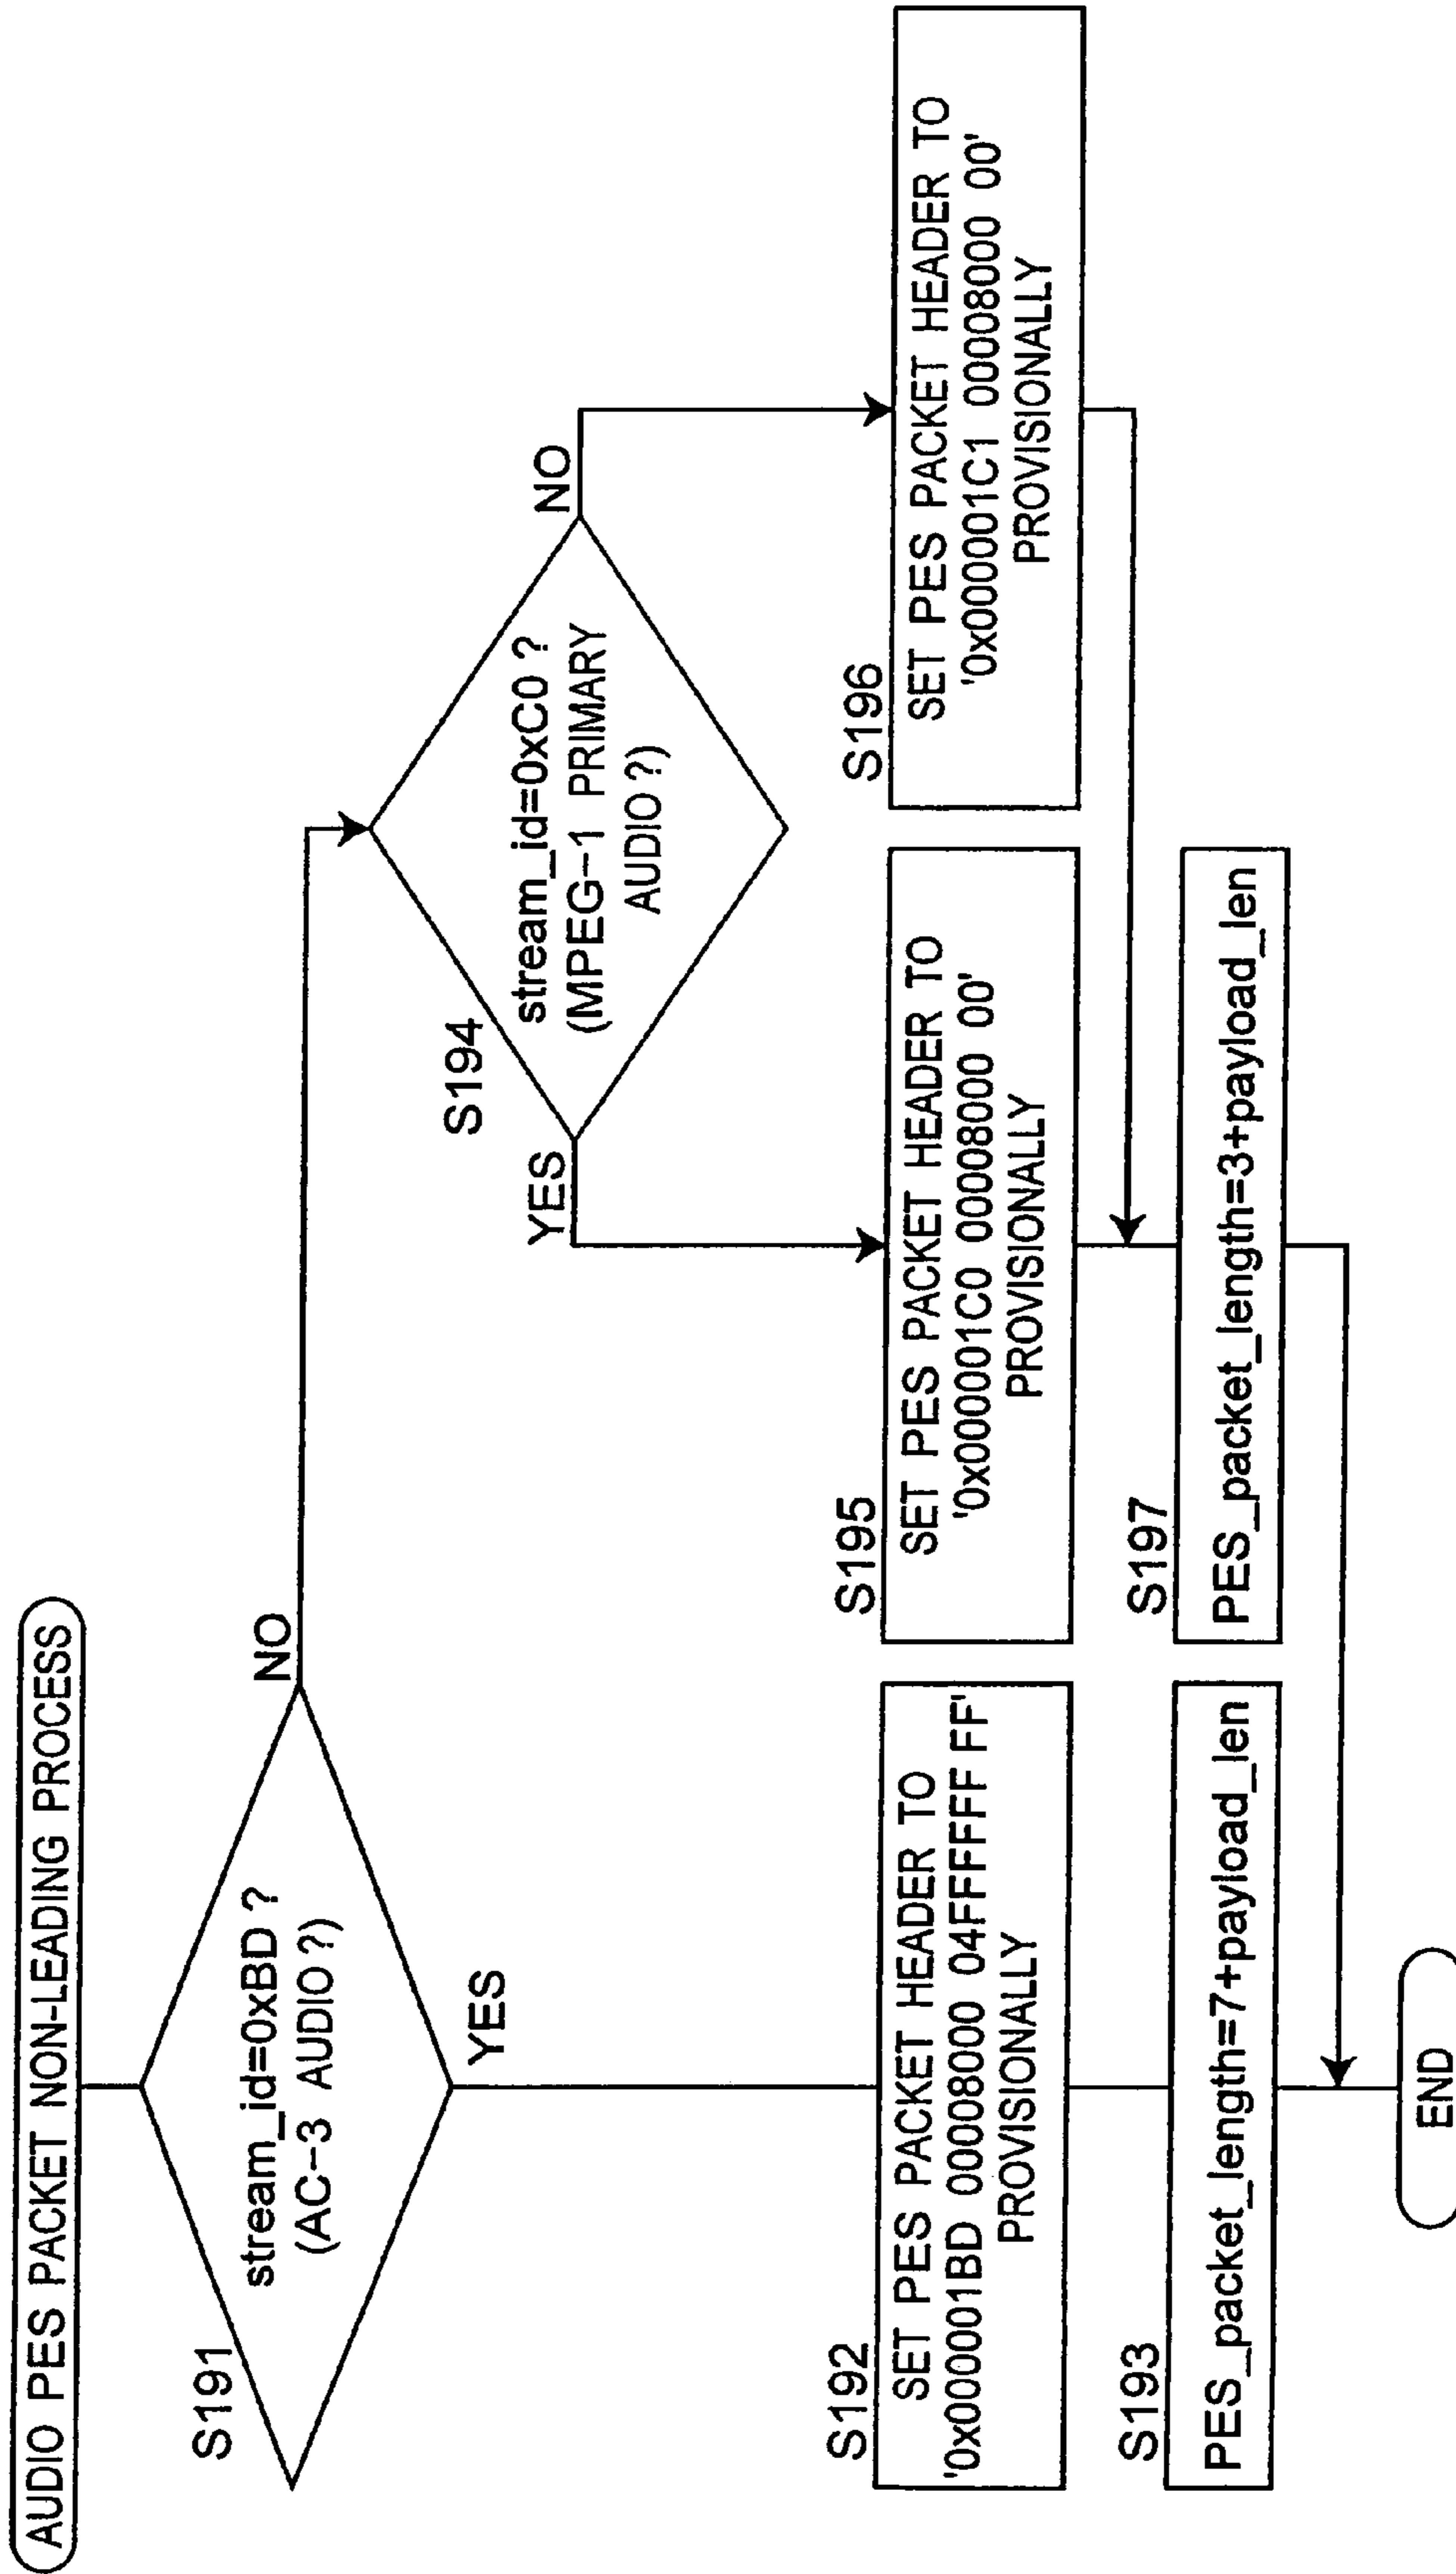 AUDIO PES PACKET NON-LEADING PROCESS
S191
stream_id=0xBD ?
(AC-3 AUDIO ?)
NO
YES
S194
stream_id=0xC0 ?
(MPEG-1 PRIMARY
AUDIO ?)
YES
NO
S192
SET PES PACKET HEADER TO
'0x000001BD 00008000 04FFFFFF FF'
PROVISIONALLY
S195
SET PES PACKET HEADER TO
'0x000001C0 00008000 00'
PROVISIONALLY
S196
SET PES PACKET HEADER TO
'0x000001C1 00008000 00'
PROVISIONALLY
S193
PES_packet_length=7+payload_len
S197
PES_packet_length=3+payload_len
END